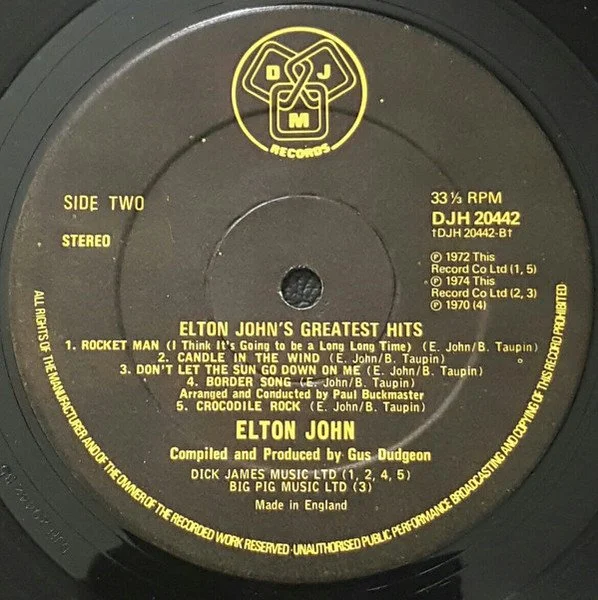 D J
M
RECORDS
SIDE TWO
STEREO
33⅓ RPM
DJH 20442
†DJH 20442-B†
℗ 1972 This
Record Co Ltd (1, 5)
℗ 1974 This
Record Co Ltd (2, 3)
℗ 1970 (4)
ELTON JOHN'S GREATEST HITS
1. ROCKET MAN (I Think It's Going to be a Long Long Time) (E. John/B. Taupin)
2. CANDLE IN THE WIND (E. John/B. Taupin)
3. DON'T LET THE SUN GO DOWN ON ME (E. John/B. Taupin)
4. BORDER SONG (E. John/B. Taupin)
Arranged and Conducted by Paul Buckmaster
5. CROCODILE ROCK (E. John/B. Taupin)
ELTON JOHN
Compiled and Produced by Gus Dudgeon
DICK JAMES MUSIC LTD (1, 2, 4, 5)
BIG PIG MUSIC LTD (3)
Made in England
ALL RIGHTS OF THE MANUFACTURER AND OF THE OWNER OF THE RECORDED WORK RESERVED·UNAUTHORISED PUBLIC PERFORMANCE BROADCASTING AND COPYING OF THIS RECORD PROHIBITED